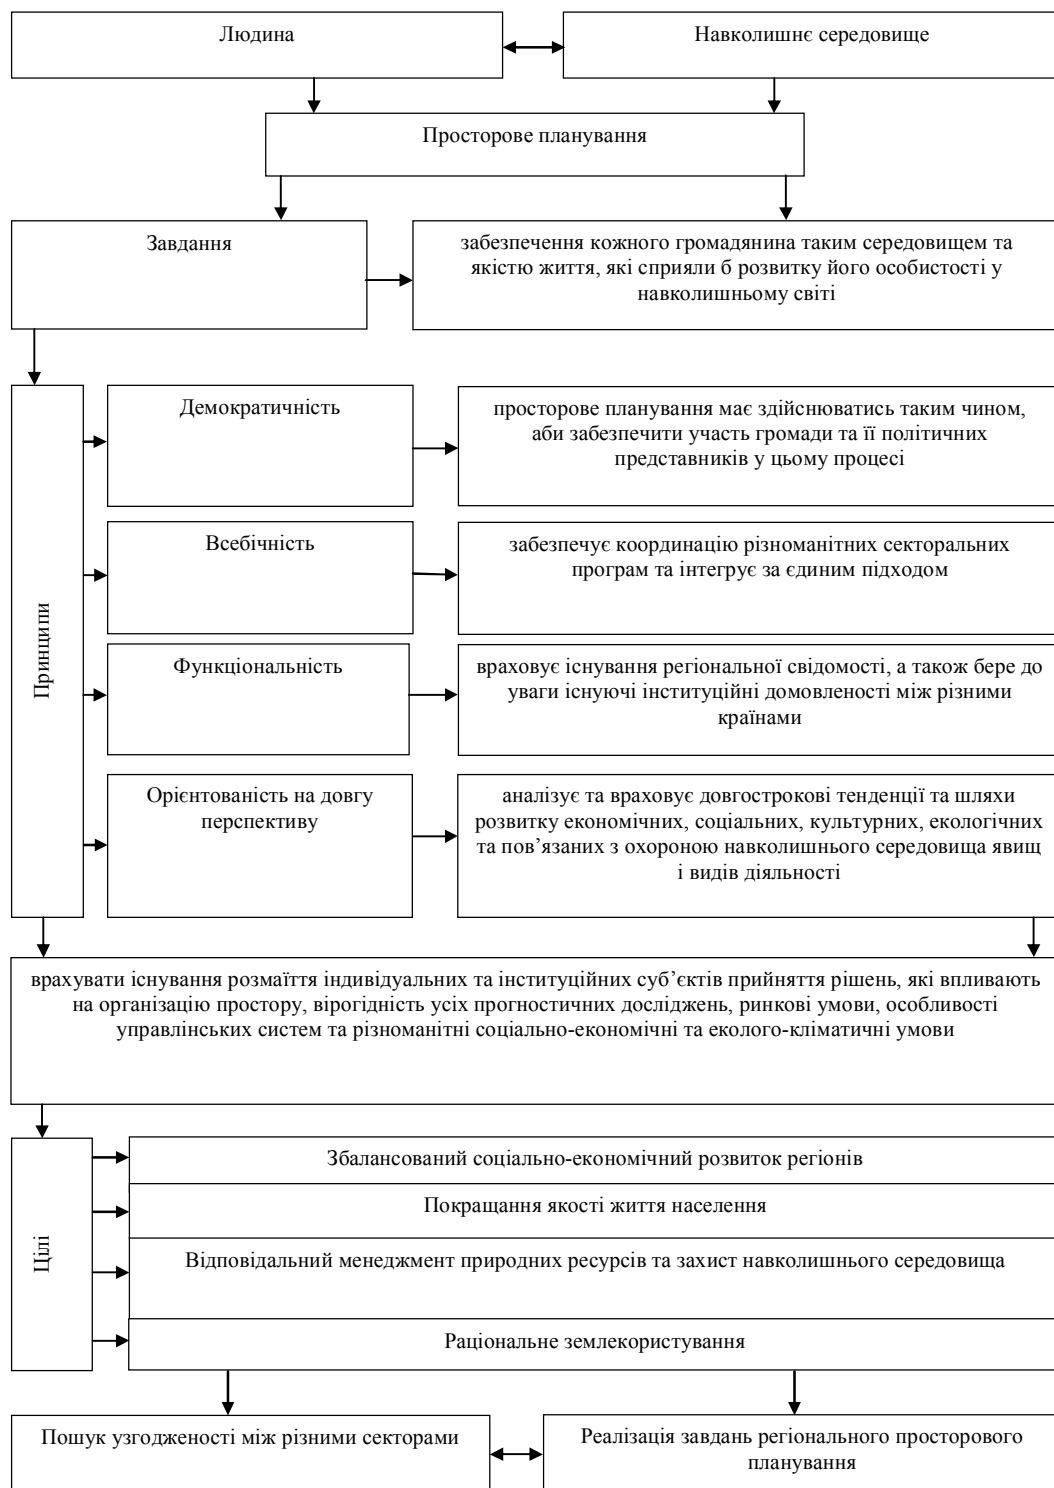 Людина
Навколишнє середовище
Просторове планування
Завдання
забезпечення кожного громадянина таким середовищем та
якістю життя, які сприяли б розвитку його особистості у
навколишньому світі
Принципи
Демократичність
просторове планування має здійснюватись таким чином,
аби забезпечити участь громади та її політичних
представників у цьому процесі
Всебічність
забезпечує координацію різноманітних секторальних
програм та інтегрує за єдиним підходом
Функціональність
враховує існування регіональної свідомості, а також бере до
уваги існуючі інституційні домовленості між різними
країнами
Орієнтованість на довгу
перспективу
аналізує та враховує довгострокові тенденції та шляхи
розвитку економічних, соціальних, культурних, екологічних
та пов’язаних з охороною навколишнього середовища явищ
і видів діяльності
врахувати існування розмаїття індивідуальних та інституційних суб’єктів прийняття рішень, які впливають
на організацію простору, вірогідність усіх прогностичних досліджень, ринкові умови, особливості
управлінських систем та різноманітні соціально-економічні та еколого-кліматичні умови
Цілі
Збалансований соціально-економічний розвиток регіонів
Покращання якості життя населення
Відповідальний менеджмент природних ресурсів та захист навколишнього середовища
Раціональне землекористування
Пошук узгодженості між різними секторами
Реалізація завдань регіонального просторового
планування